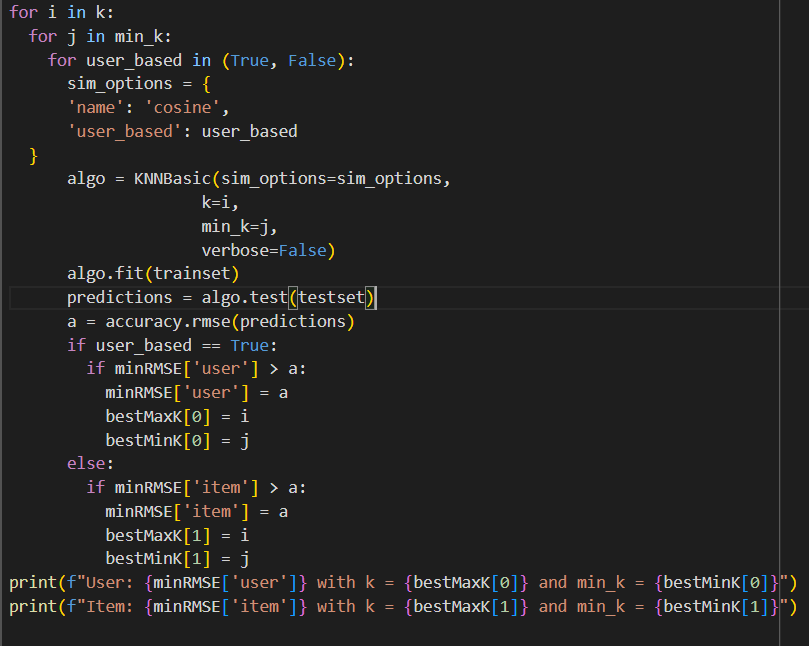 for i in k:
  for j in min_k:
    for user_based in (True, False):
      sim_options = {
      'name': 'cosine',
      'user_based': user_based
  }
      algo = KNNBasic(sim_options=sim_options,
                    k=i,
                    min_k=j,
                    verbose=False)
      algo.fit(trainset)
      predictions = algo.test(testset)
      a = accuracy.rmse(predictions)
      if user_based == True:
        if minRMSE['user'] > a:
          minRMSE['user'] = a
          bestMaxK[0] = i
          bestMinK[0] = j
      else:
        if minRMSE['item'] > a:
          minRMSE['item'] = a
          bestMaxK[1] = i
          bestMinK[1] = j
print(f"User: {minRMSE['user']} with k = {bestMaxK[0]} and min_k = {bestMinK[0]}")
print(f"Item: {minRMSE['item']} with k = {bestMaxK[1]} and min_k = {bestMinK[1]}")